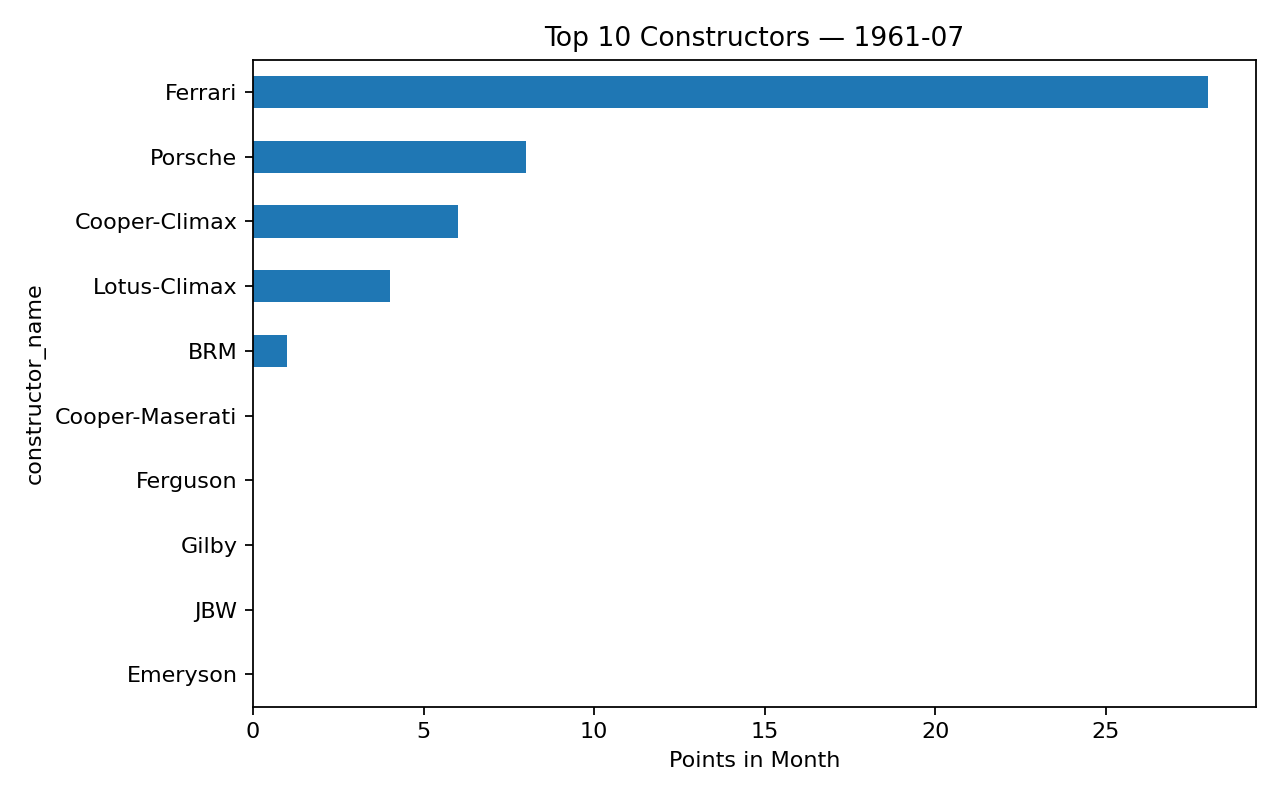 Top 10 Constructors — 1961-07
constructor_name
Ferrari
Porsche
Cooper-Climax
Lotus-Climax
BRM
Cooper-Maserati
Ferguson
Gilby
JBW
Emeryson
0 5 10 15 20 25
Points in Month